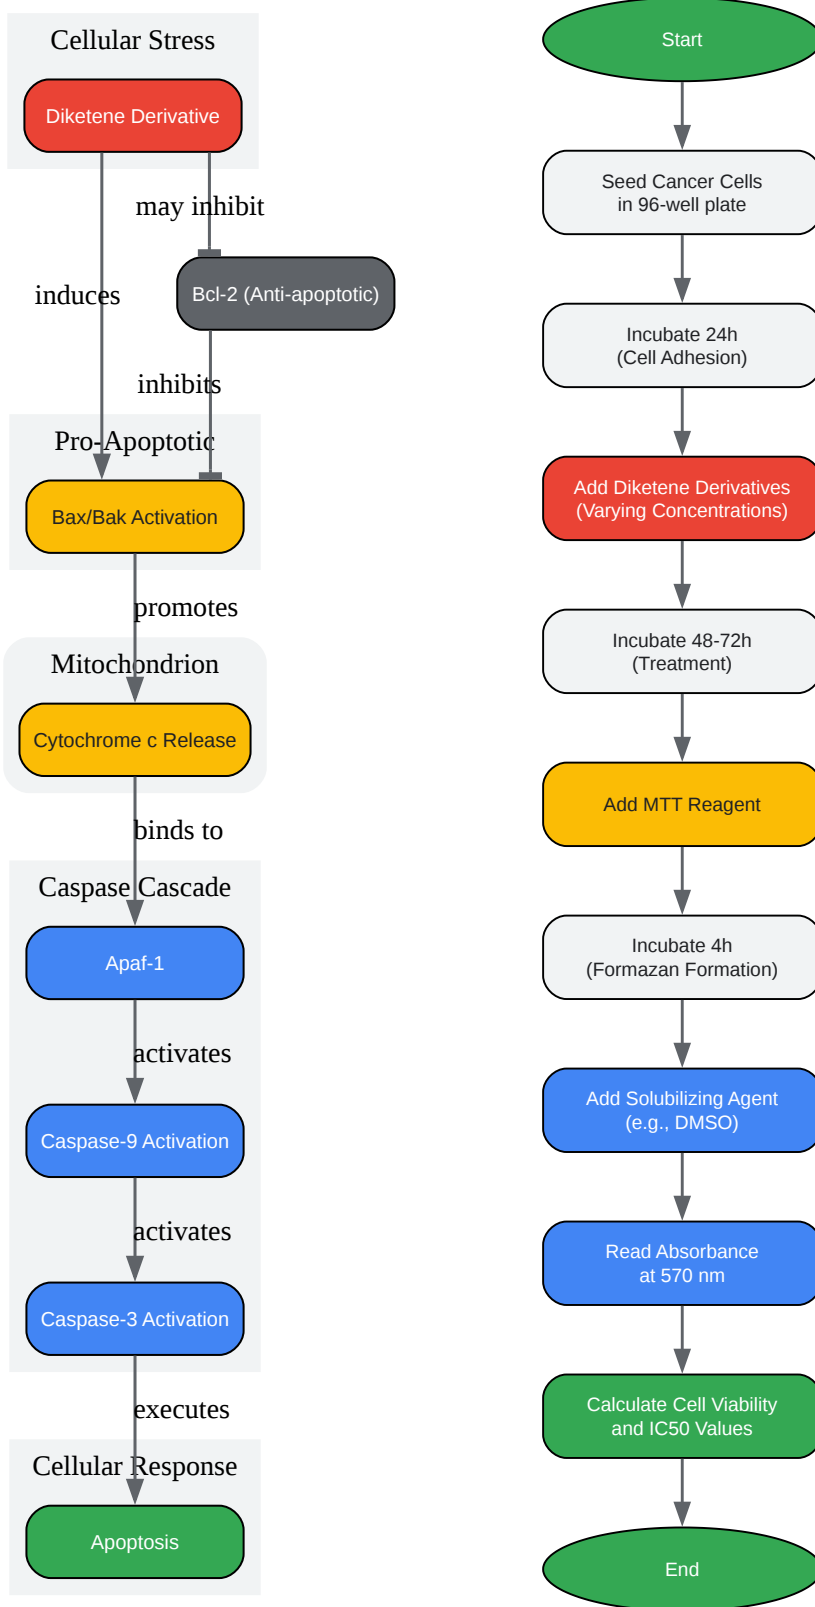 Cellular Stress
Diketene Derivative
may inhibit
induces
Bcl-2 (Anti-apoptotic)
inhibits
Pro-Apoptotic
Bax/Bak Activation
promotes
Mitochondrion
Cytochrome c Release
binds to
Caspase Cascade
Apaf-1
activates
Caspase-9 Activation
activates
Caspase-3 Activation
executes
Cellular Response
Apoptosis
Start
Seed Cancer Cells
in 96-well plate
Incubate 24h
(Cell Adhesion)
Add Diketene Derivatives
(Varying Concentrations)
Incubate 48-72h
(Treatment)
Add MTT Reagent
Incubate 4h
(Formazan Formation)
Add Solubilizing Agent
(e.g., DMSO)
Read Absorbance
at 570 nm
Calculate Cell Viability
and IC50 Values
End